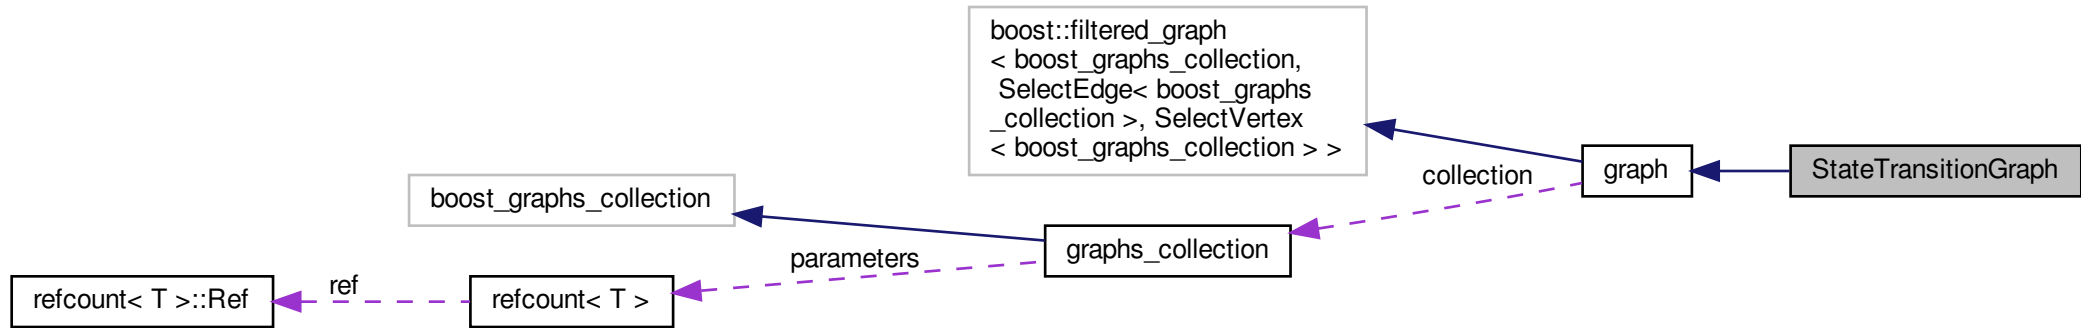 boost::filtered_graph
< boost_graphs_collection,
SelectEdge< boost_graphs
_collection >, SelectVertex
< boost_graphs_collection > >
collection
graph
StateTransitionGraph
boost_graphs_collection
graphs_collection
parameters
refcount< T >::Ref
ref
refcount< T >